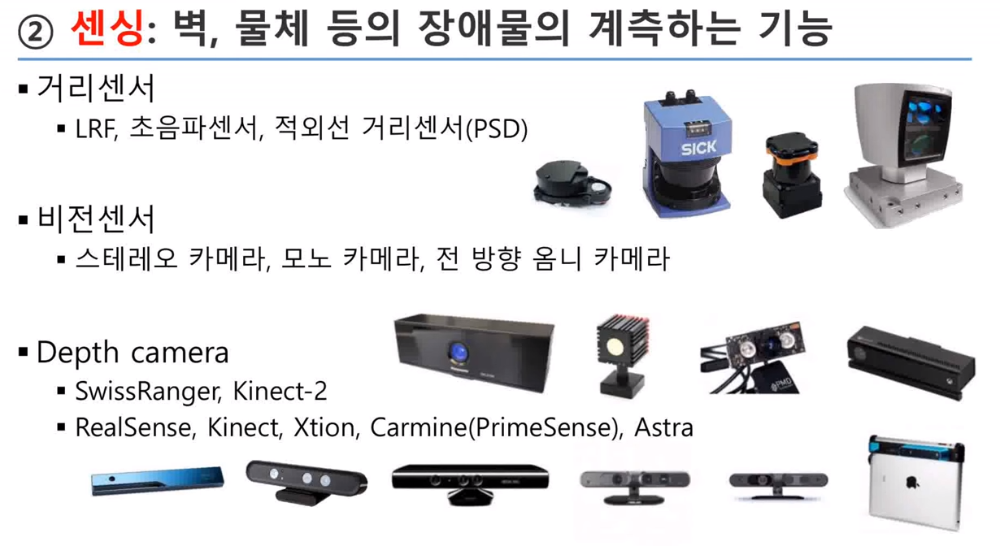 ② 센싱: 벽, 물체 등의 장애물의 계측하는 기능
▪ 거리센서
▪ LRF, 초음파센서, 적외선 거리센서(PSD)
SICK
▪ 비전센서
▪ 스테레오 카메라, 모노 카메라, 전 방향 옴니 카메라
▪ Depth camera
▪ SwissRanger, Kinect-2
▪ RealSense, Kinect, Xtion, Carmine(PrimeSense), Astra
Panasonic
PMD
XBOX 360